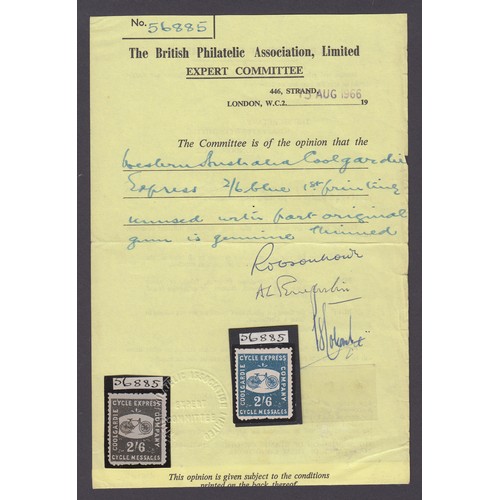 No. 56885
The British Philatelic Association, Limited
EXPERT COMMITTEE
446, STRAND,
15 AUG 1966
LONDON, W.C.2. 19
The Committee is of the opinion that the
Western Australia Coolgardie
Express 2/6 blue 1st printing
unused with part original
gum is genuine thinned
56885
CYCLE EXPRESS
COOLGARDIE
COMPANY
2/6
CYCLE MESSAGES
56885
CYCLE EXPRESS
COOLGARDIE
COMPANY
2/6
CYCLE MESSAGES
This opinion is given subject to the conditions
printed on the back thereof